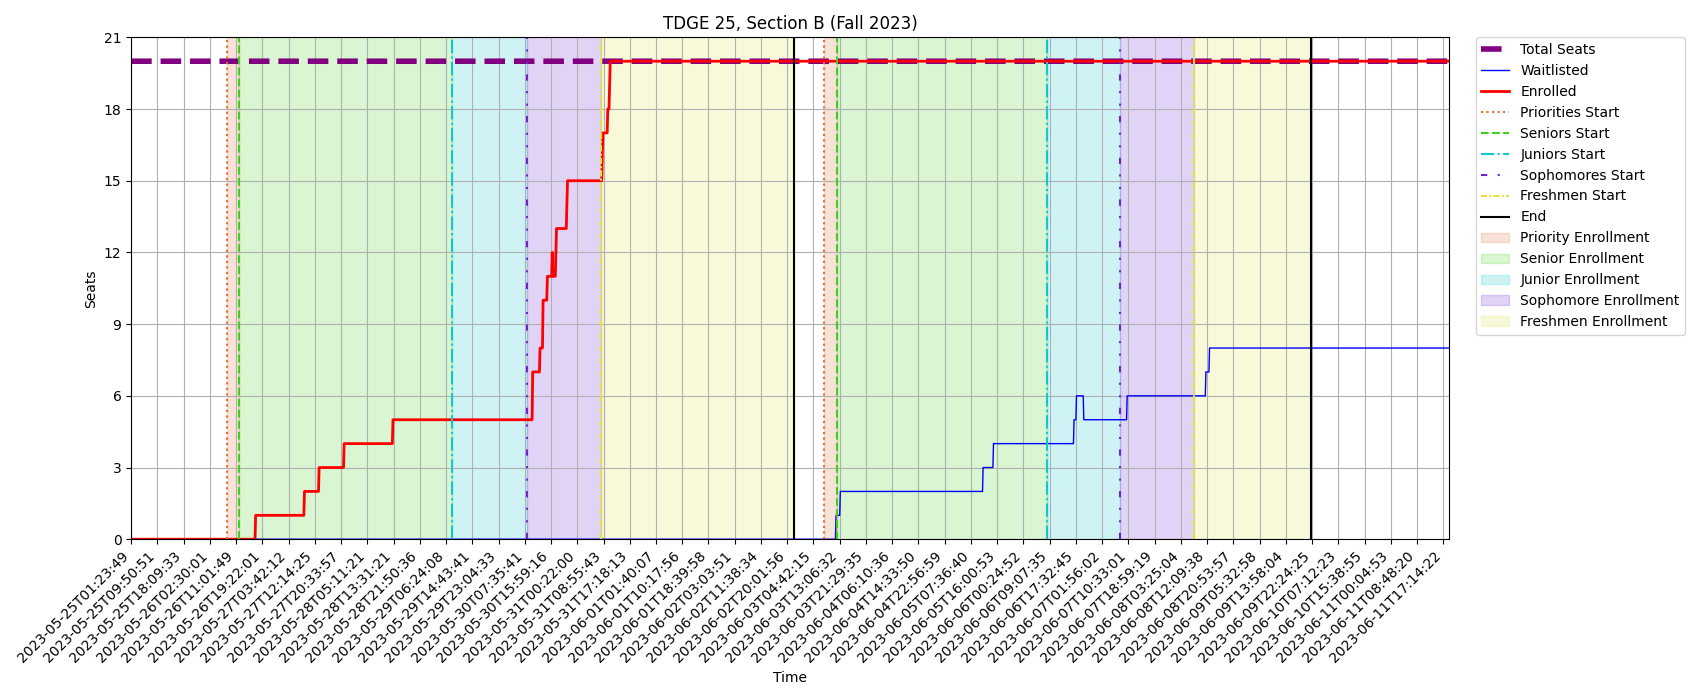 TDGE 25, Section B (Fall 2023)
21
18
15
12
9
6
3
0
Seats
2023-05-25T01:23:49
2023-05-25T09:50:51
2023-05-25T18:09:33
2023-05-26T02:30:01
2023-05-26T11:01:49
2023-05-26T19:22:01
2023-05-27T03:42:12
2023-05-27T12:14:25
2023-05-27T20:33:57
2023-05-28T05:11:21
2023-05-28T13:31:21
2023-05-28T21:50:36
2023-05-29T06:24:08
2023-05-29T14:43:41
2023-05-29T23:04:33
2023-05-30T07:35:41
2023-05-30T15:59:16
2023-05-31T00:22:00
2023-05-31T08:55:43
2023-05-31T17:18:13
2023-06-01T01:40:07
2023-06-01T10:17:56
2023-06-01T18:39:58
2023-06-02T03:03:51
2023-06-02T11:38:34
2023-06-02T20:01:56
2023-06-03T04:42:15
2023-06-03T13:06:32
2023-06-03T21:29:35
2023-06-04T06:10:36
2023-06-04T14:33:50
2023-06-04T22:56:59
2023-06-05T07:36:40
2023-06-05T16:00:53
2023-06-06T00:24:52
2023-06-06T09:07:35
2023-06-06T17:32:45
2023-06-07T01:56:02
2023-06-07T10:33:01
2023-06-07T18:59:19
2023-06-08T03:25:04
2023-06-08T12:09:38
2023-06-08T20:53:57
2023-06-09T05:32:58
2023-06-09T13:58:04
2023-06-09T22:24:25
2023-06-10T07:12:23
2023-06-10T15:38:55
2023-06-11T00:04:53
2023-06-11T08:48:20
2023-06-11T17:14:22
Time
Total Seats
Waitlisted
Enrolled
Priorities Start
Seniors Start
Juniors Start
Sophomores Start
Freshmen Start
End
Priority Enrollment
Senior Enrollment
Junior Enrollment
Sophomore Enrollment
Freshmen Enrollment